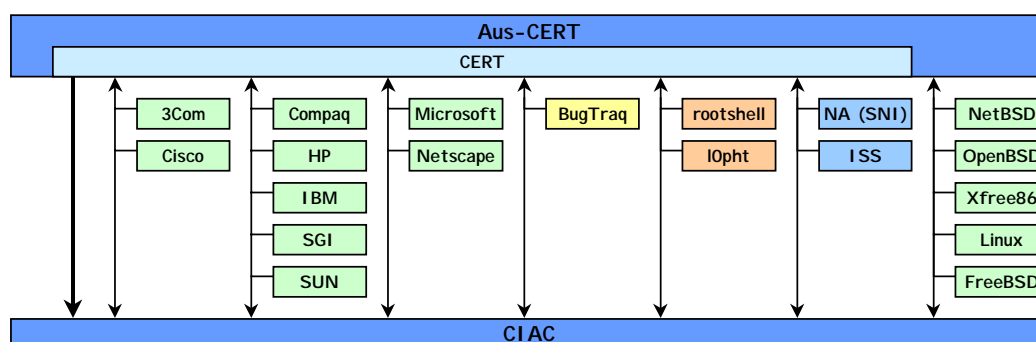 Aus-CERT
CERT
3Com
Cisco
Compaq
HP
IBM
SGI
SUN
Microsoft
Netscape
BugTraq
rootshell
l0pht
NA (SNI)
ISS
NetBSD
OpenBSD
Xfree86
Linux
FreeBSD
CIAC